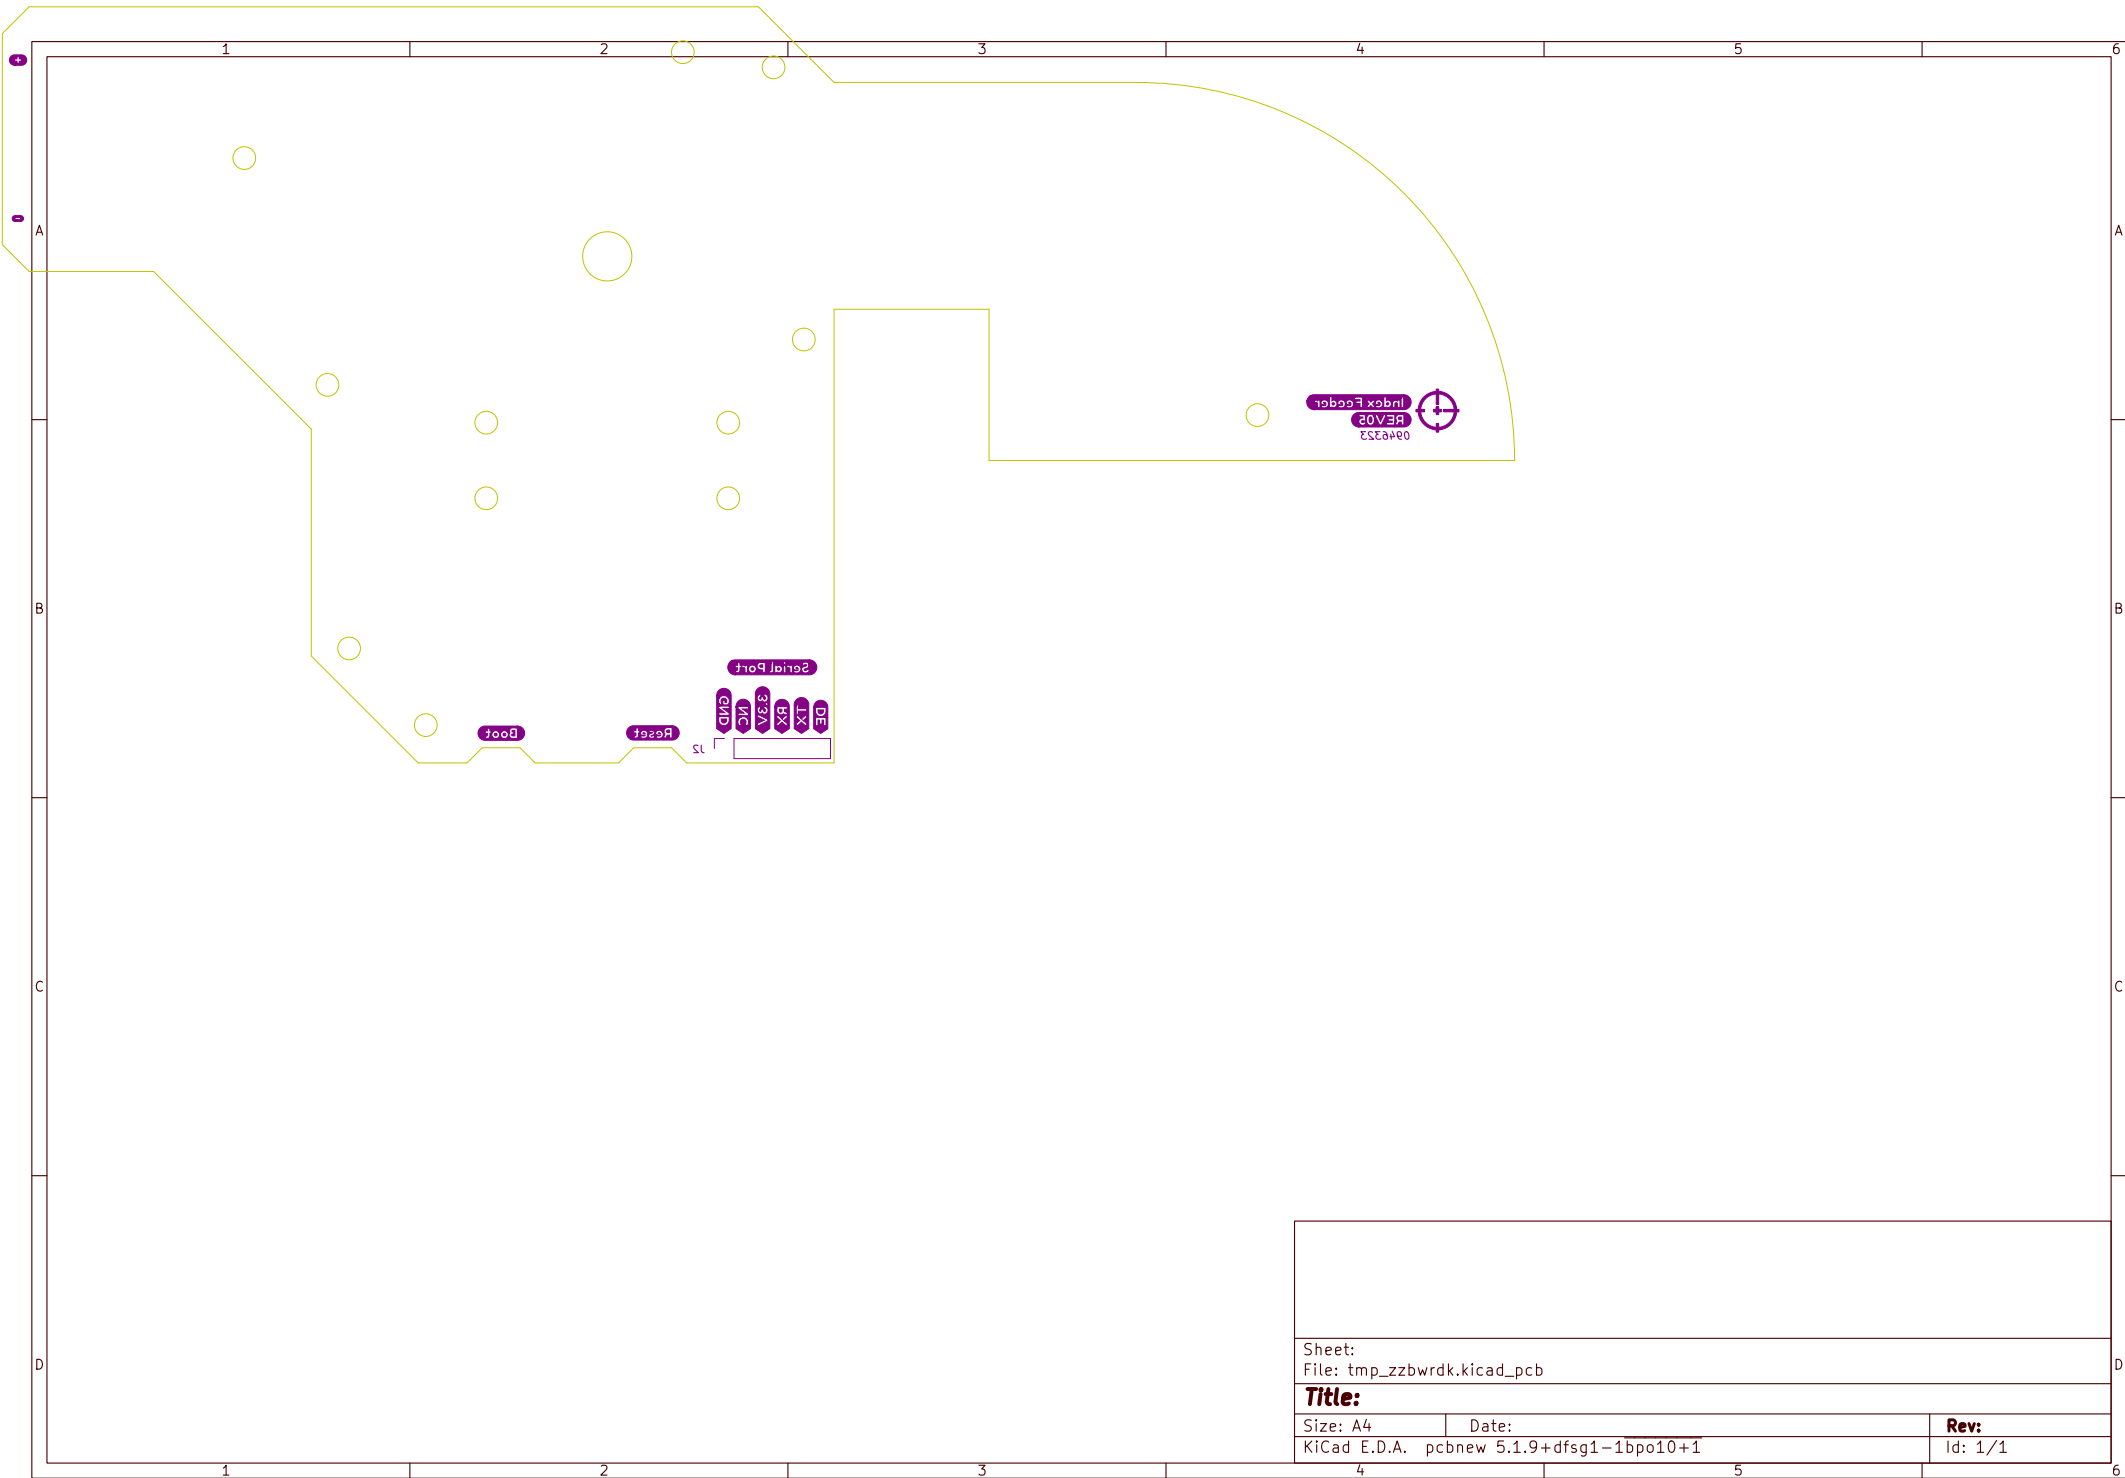 1 2 3 4 5 6
+
-
A A
Index Feeder
REV05
0946323
B B
Serial Port
GND NC 3.3V RX TX DE
Boot Reset
J2
C C
Sheet:
File: tmp_zzbwrdk.kicad_pcb
D D
Title:
Size: A4 Date: Rev:
KiCad E.D.A. pcbnew 5.1.9+dfsg1-1bpo10+1 Id: 1/1
1 2 3 4 5 6